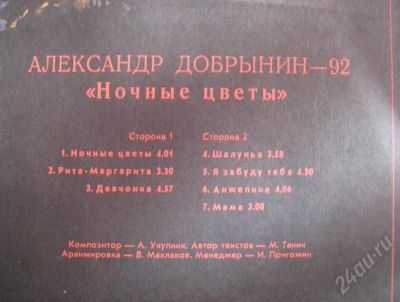 АЛЕКСАНДР ДОБРЫНИН—92
«Ночные цветы»
Сторона 1
1. Ночные цветы 4.01
2. Рита-Маргарита 3.30
3. Девчонка 4.57
Сторона 2
4. Шалунья 3.58
5. Я забуду тебя 4.30
6. Анжелина 4.06
7. Мама 3.00
Композитор — А. Укупник. Автор текстов — М. Танич
Аранжировка — В. Маклаков. Менеджер — И. Пригожин
24au.ru